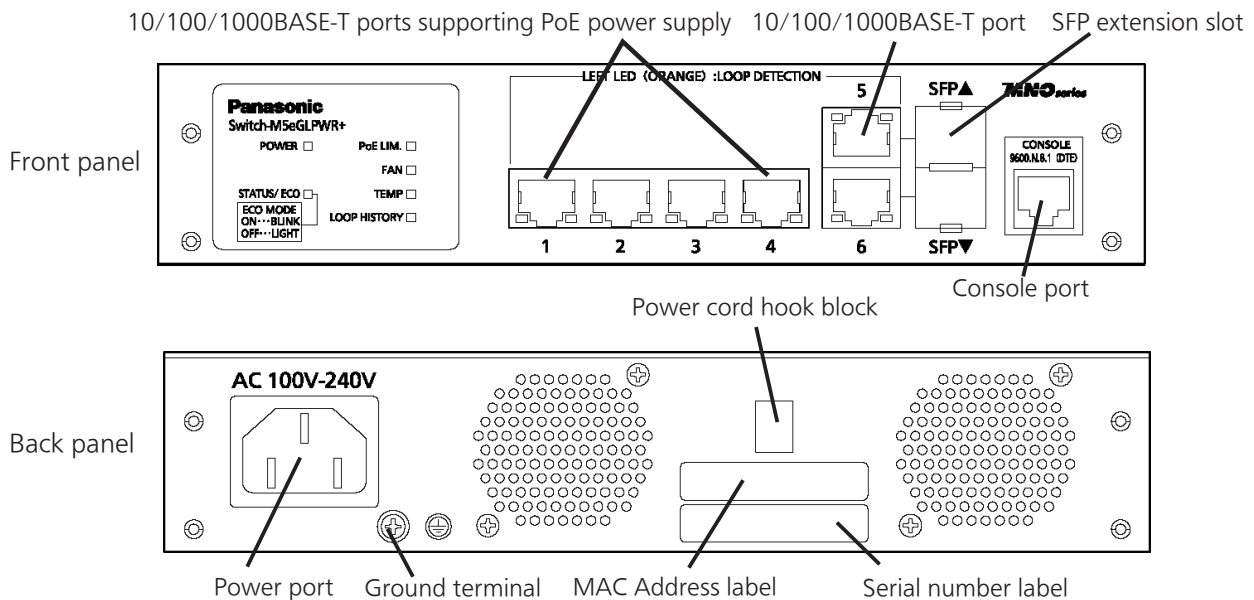 10/100/1000BASE-T ports supporting PoE power supply
10/100/1000BASE-T port
SFP extension slot
Front panel
Panasonic
Switch-M5eGLPWR+
POWER
PoE LIM.
FAN
STATUS/ ECO
TEMP
ECO MODE
ON···BLINK
OFF···LIGHT
LOOP HISTORY
LEFT LED (ORANGE) :LOOP DETECTION
1
2
3
4
5
6
SFP▲
SFP▼
MNO series
CONSOLE
9600.N.8.1 (DTE)
Console port
Power cord hook block
Back panel
AC 100V-240V
Power port
Ground terminal
MAC Address label
Serial number label